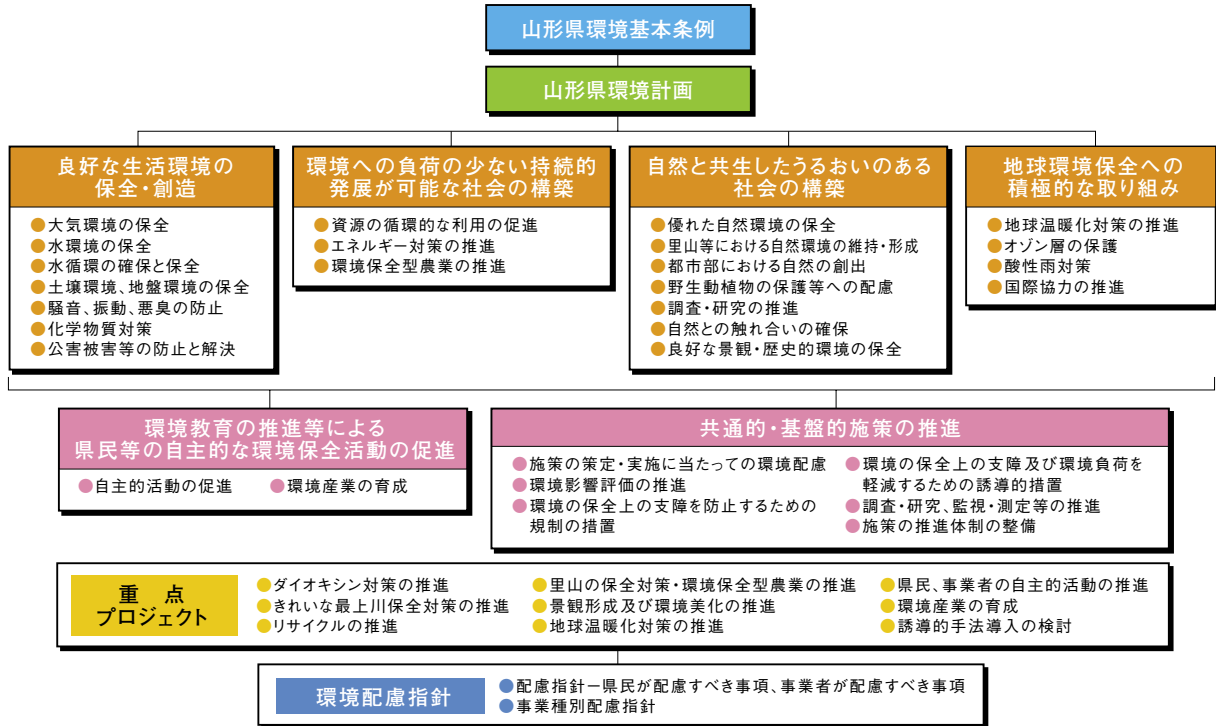 山形県環境基本条例
山形県環境計画
良好な生活環境の
保全・創造
●大気環境の保全
●水環境の保全
●水循環の確保と保全
●土壌環境、地盤環境の保全
●騒音、振動、悪臭の防止
●化学物質対策
●公害被害等の防止と解決
環境への負荷の少ない持続的
発展が可能な社会の構築
●資源の循環的な利用の促進
●エネルギー対策の推進
●環境保全型農業の推進
自然と共生したうるおいのある
社会の構築
●優れた自然環境の保全
●里山等における自然環境の維持・形成
●都市部における自然の創出
●野生動植物の保護等への配慮
●調査・研究の推進
●自然との触れ合いの確保
●良好な景観・歴史的環境の保全
地球環境保全への
積極的な取り組み
●地球温暖化対策の推進
●オゾン層の保護
●酸性雨対策
●国際協力の推進
環境教育の推進等による
県民等の自主的な環境保全活動の促進
●自主的活動の促進 ●環境産業の育成
共通的・基盤的施策の推進
●施策の策定・実施に当たっての環境配慮
●環境影響評価の推進
●環境の保全上の支障を防止するための
規制の措置
●環境の保全上の支障及び環境負荷を
軽減するための誘導的措置
●調査・研究、監視・測定等の推進
●施策の推進体制の整備
重点
プロジェクト
●ダイオキシン対策の推進
●きれいな最上川保全対策の推進
●リサイクルの推進
●里山の保全対策・環境保全型農業の推進
●景観形成及び環境美化の推進
●地球温暖化対策の推進
●県民、事業者の自主的活動の推進
●環境産業の育成
●誘導的手法導入の検討
環境配慮指針
●配慮指針−県民が配慮すべき事項、事業者が配慮すべき事項
●事業種別配慮指針